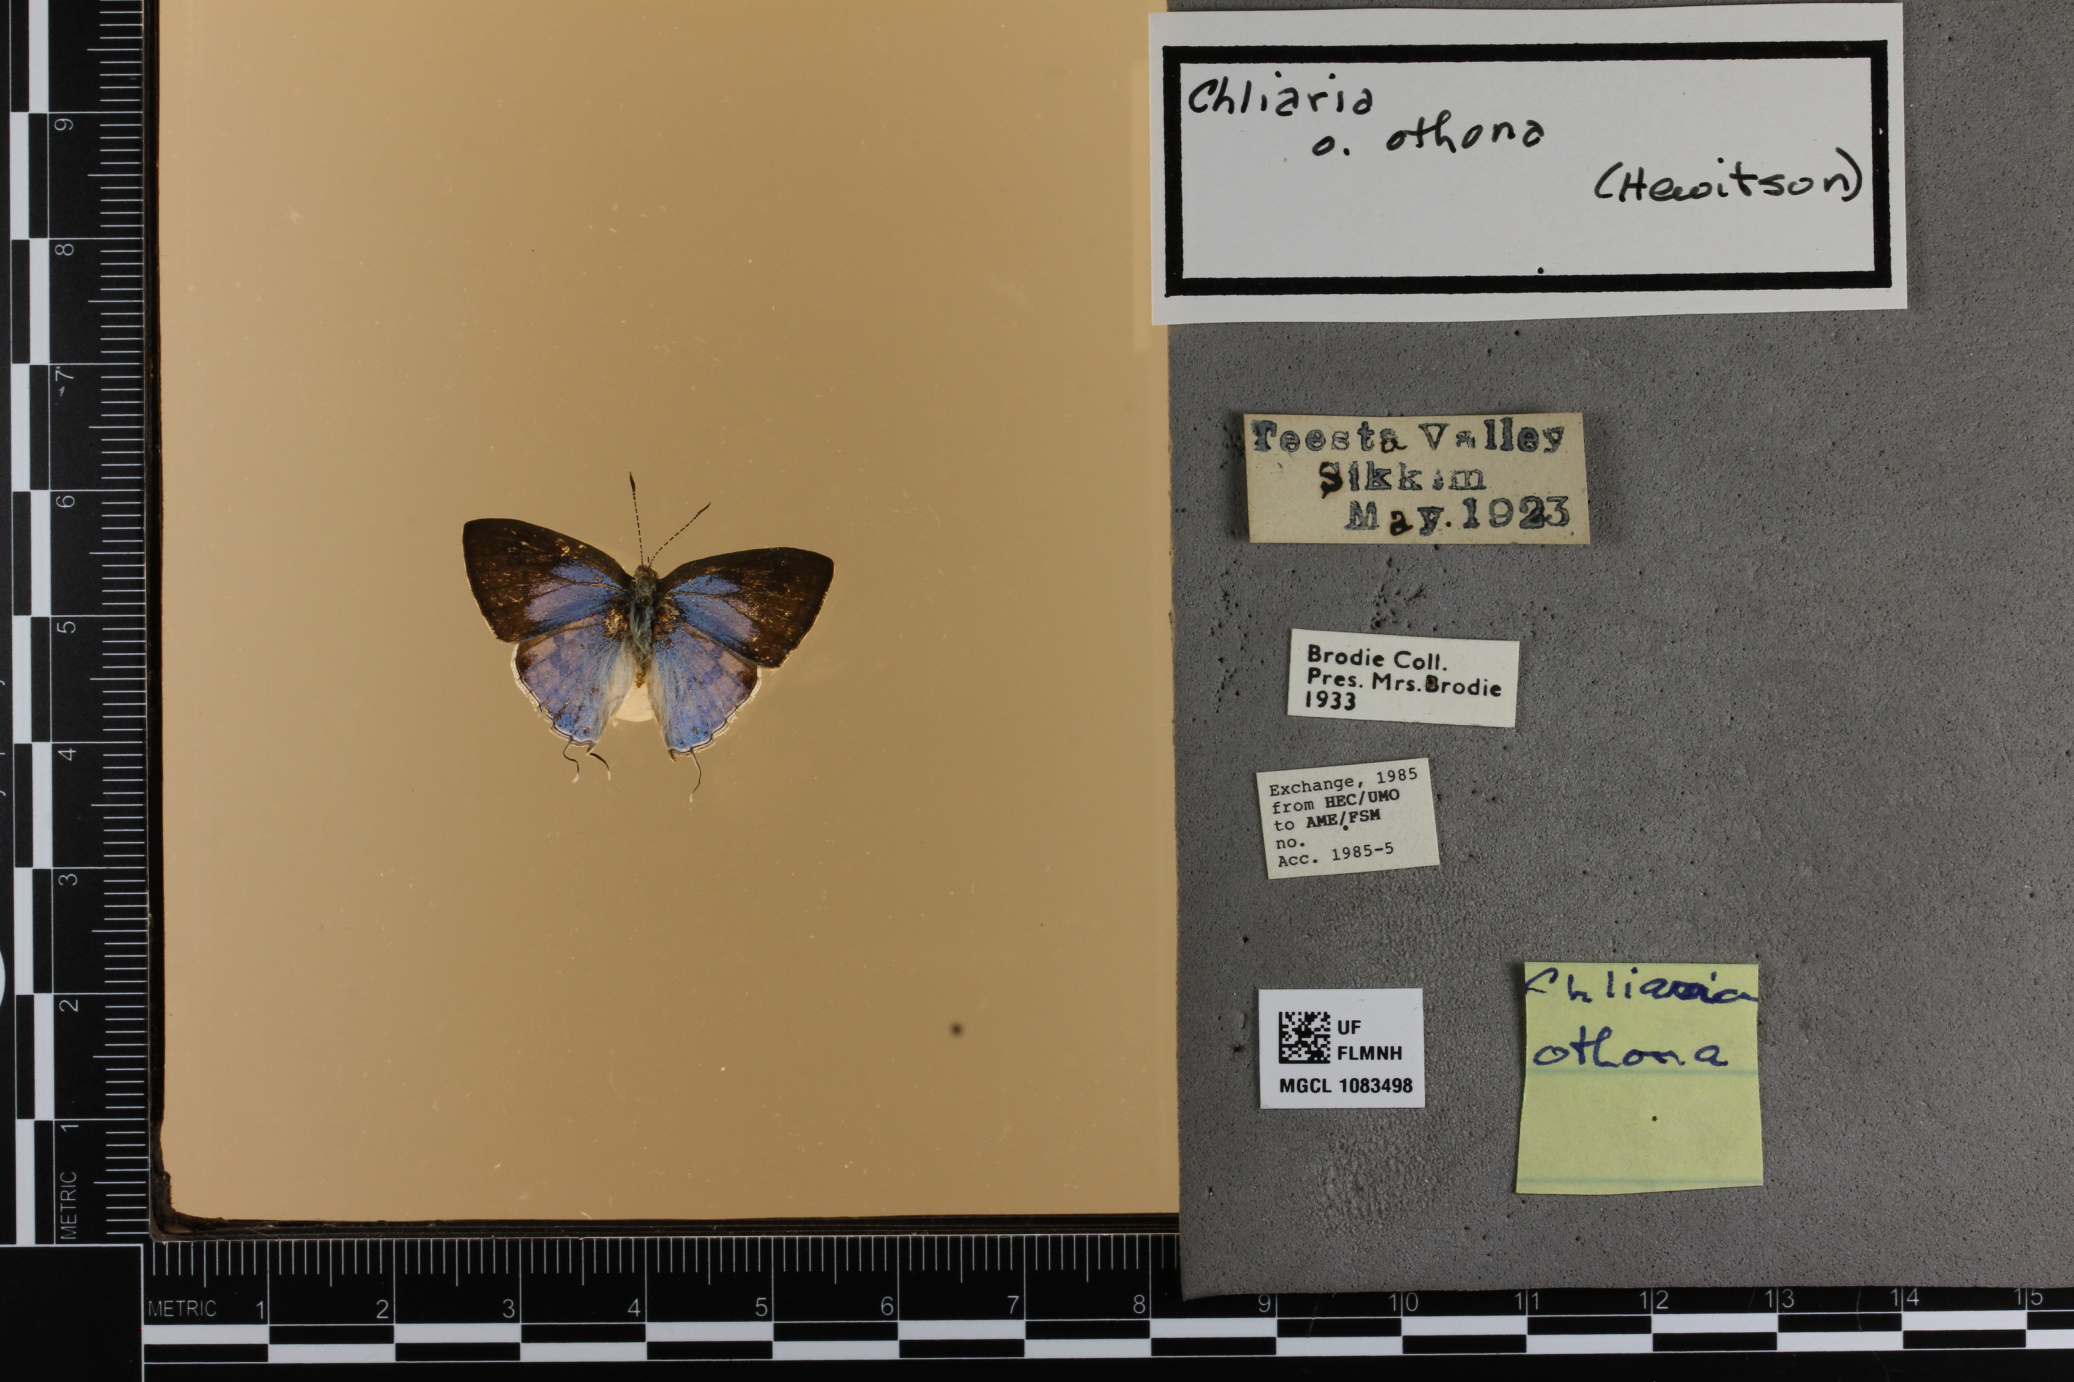 Chliaria
o. othona
(Hewitson)
Teesta Valley
Sikkim
May. 1923
Brodie Coll.
Pres. Mrs. Brodie
1933
Exchange, 1985
from HEC/UMO
to AME/FSM
no.
Acc. 1985-5
UF
FLMNH
MGCL 1083498
Chliaria
othona
9
8
7
6
5
4
3
2
1
METRIC
METRIC 1 2 3 4 5 6 7 8 9 10 11 12 13 14 15